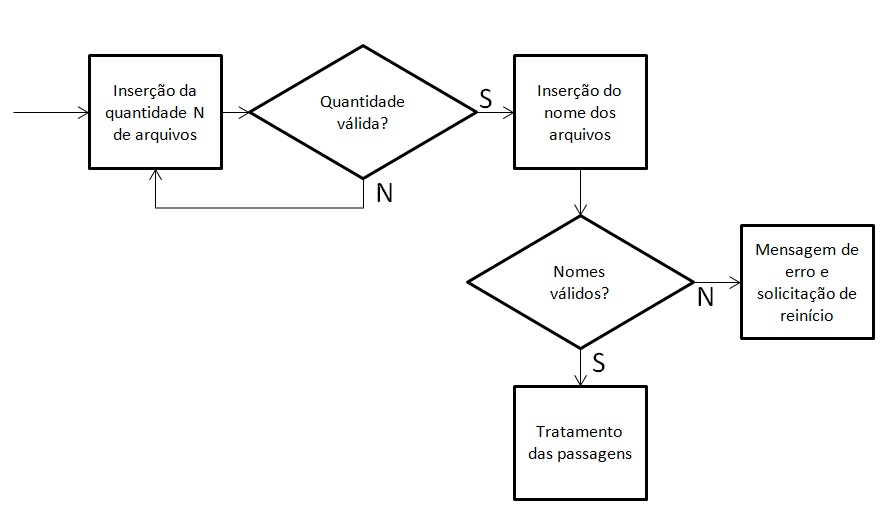 Inserção da
quantidade N
de arquivos
Quantidade
válida?
S
N
Inserção do
nome dos
arquivos
Nomes
válidos?
N
S
Mensagem de
erro e
solicitação de
reinício
Tratamento
das passagens